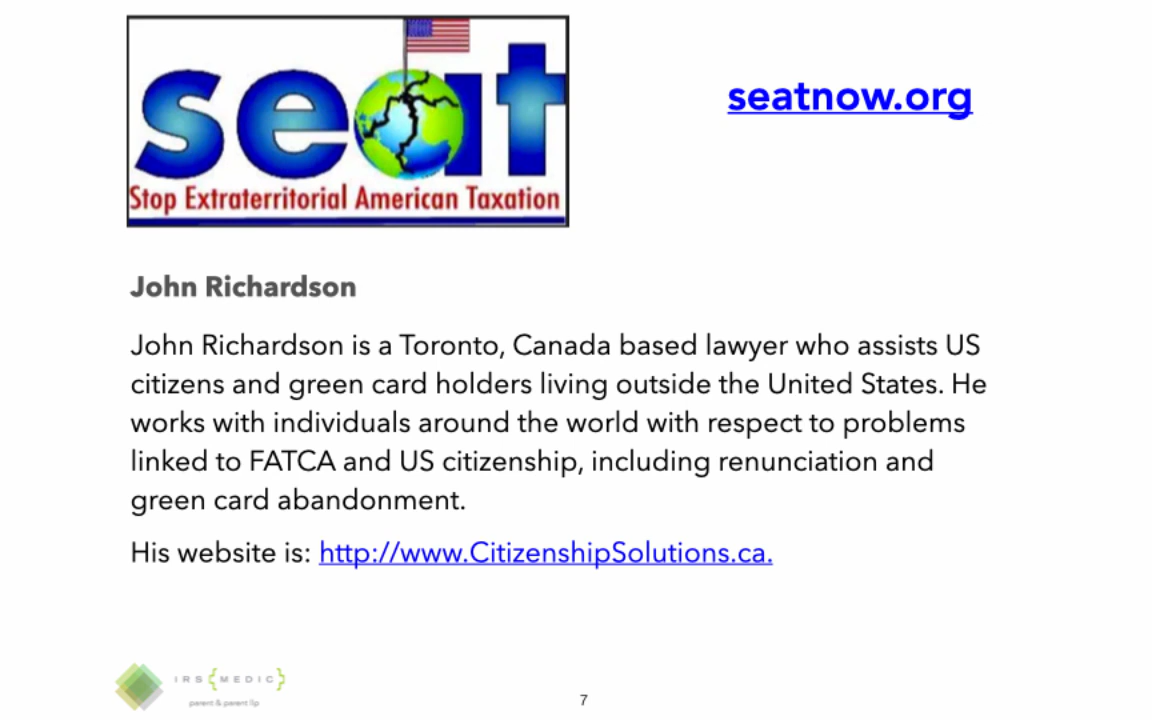 seat
seatnow.org
Stop Extraterritorial American Taxation
John Richardson
John Richardson is a Toronto, Canada based lawyer who assists US
citizens and green card holders living outside the United States. He
works with individuals around the world with respect to problems
linked to FATCA and US citizenship, including renunciation and
green card abandonment.
His website is: http://www.CitizenshipSolutions.ca.
IRS{MEDIC}
parent & parent llp
7